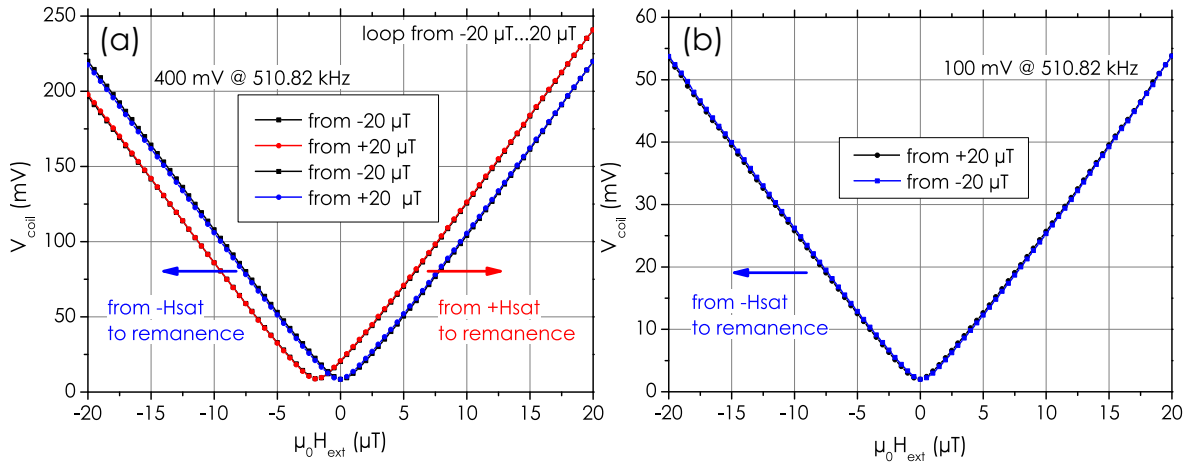 (a)
loop from -20 µT...20 µT
400 mV @ 510.82 kHz
from -20 µT
from +20 µT
from -20 µT
from +20 µT
from -Hsat
to remanence
from +Hsat
to remanence
250
200
150
100
50
0
V_coil (mV)
-20 -15 -10 -5 0 5 10 15 20
µ₀H_ext (µT)
(b)
100 mV @ 510.82 kHz
from +20 µT
from -20 µT
from -Hsat
to remanence
60
50
40
30
20
10
0
V_coil (mV)
-20 -15 -10 -5 0 5 10 15 20
µ₀H_ext (µT)